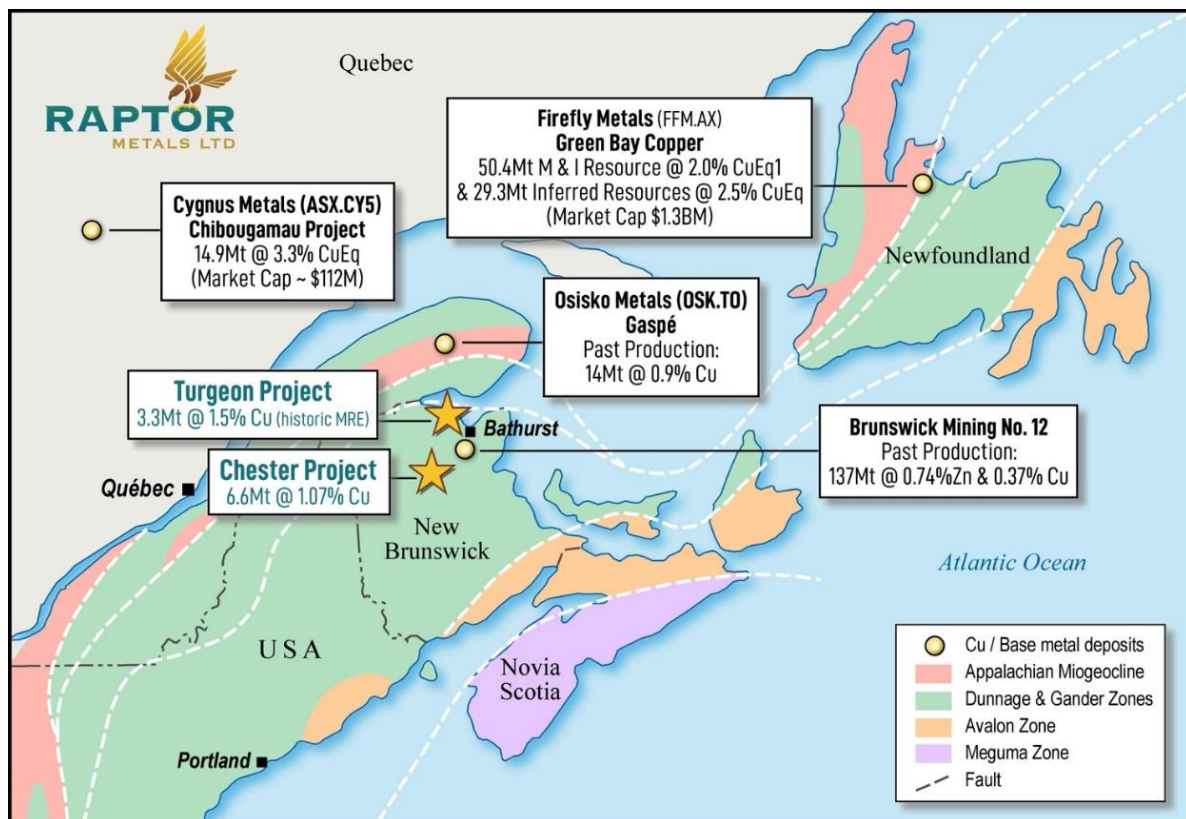 RAPTOR
METALS LTD
Quebec
Firefly Metals (FFM.AX)
Green Bay Copper
50.4Mt M & I Resource @ 2.0% CuEq1
& 29.3Mt Inferred Resources @ 2.5% CuEq
(Market Cap $1.3BM)
Cygnus Metals (ASX.CY5)
Chibougamau Project
14.9Mt @ 3.3% CuEq
(Market Cap ~ $112M)
Newfoundland
Osisko Metals (OSK.TO)
Gaspé
Past Production:
14Mt @ 0.9% Cu
Turgeon Project
3.3Mt @ 1.5% Cu (historic MRE)
Bathurst
Brunswick Mining No. 12
Past Production:
137Mt @ 0.74%Zn & 0.37% Cu
Chester Project
6.6Mt @ 1.07% Cu
Québec
New
Brunswick
Atlantic Ocean
USA
Novia
Scotia
Portland
Cu / Base metal deposits
Appalachian Miogeocline
Dunnage & Gander Zones
Avalon Zone
Meguma Zone
Fault